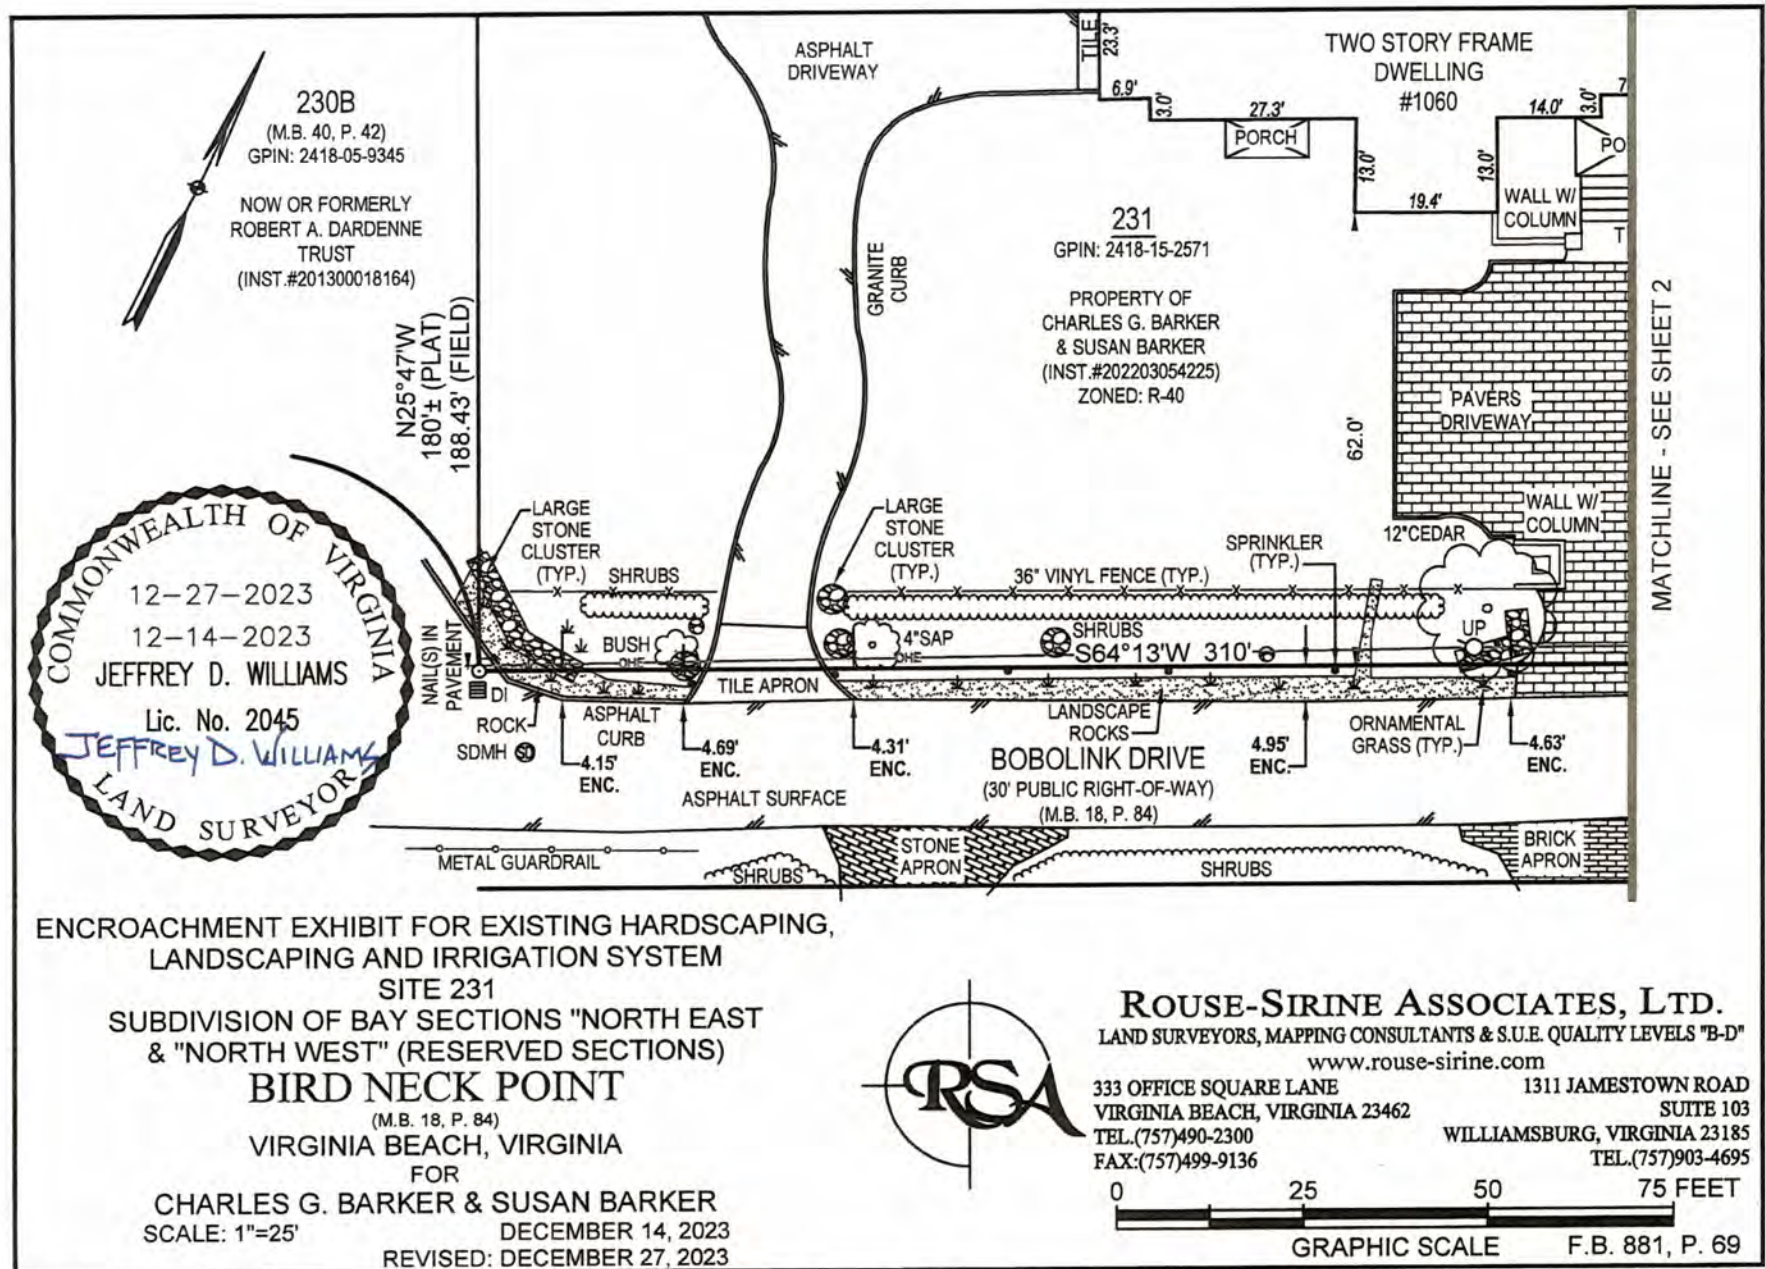 230B
(M.B. 40, P. 42)
GPIN: 2418-05-9345
NOW OR FORMERLY
ROBERT A. DARDENNE
TRUST
(INST.#201300018164)
N25°47'W
180'± (PLAT)
188.43' (FIELD)
ASPHALT
DRIVEWAY
TILE
23.3'
6.9'
3.0'
27.3'
PORCH
13.0'
19.4'
13.0'
14.0'
3.0'
7
TWO STORY FRAME
DWELLING
#1060
PO
WALL W/
COLUMN
T
GRANITE
CURB
231
GPIN: 2418-15-2571
PROPERTY OF
CHARLES G. BARKER
& SUSAN BARKER
(INST.#202203054225)
ZONED: R-40
62.0'
PAVERS
DRIVEWAY
WALL W/
COLUMN
12"CEDAR
MATCHLINE - SEE SHEET 2
LARGE
STONE
CLUSTER
(TYP.)
SHRUBS
LARGE
STONE
CLUSTER
(TYP.)
36" VINYL FENCE (TYP.)
SPRINKLER
(TYP.)
BUSH
OHE
4"SAP
OHE
SHRUBS
S64°13'W 310'
UP
NAIL(S) IN
PAVEMENT
DI
ROCK
SDMH
SD
ASPHALT
CURB
TILE APRON
4.15'
ENC.
4.69'
ENC.
4.31'
ENC.
LANDSCAPE
ROCKS
4.95'
ENC.
ORNAMENTAL
GRASS (TYP.)
4.63'
ENC.
BOBOLINK DRIVE
(30' PUBLIC RIGHT-OF-WAY)
(M.B. 18, P. 84)
ASPHALT SURFACE
METAL GUARDRAIL
SHRUBS
STONE
APRON
SHRUBS
BRICK
APRON
COMMONWEALTH OF VIRGINIA
12-27-2023
12-14-2023
JEFFREY D. WILLIAMS
Lic. No. 2045
JEFFREY D. WILLIAMS
LAND SURVEYOR
ENCROACHMENT EXHIBIT FOR EXISTING HARDSCAPING,
LANDSCAPING AND IRRIGATION SYSTEM
SITE 231
SUBDIVISION OF BAY SECTIONS "NORTH EAST
& "NORTH WEST" (RESERVED SECTIONS)
BIRD NECK POINT
(M.B. 18, P. 84)
VIRGINIA BEACH, VIRGINIA
FOR
CHARLES G. BARKER & SUSAN BARKER
SCALE: 1"=25'
DECEMBER 14, 2023
REVISED: DECEMBER 27, 2023
RSA
ROUSE-SIRINE ASSOCIATES, LTD.
LAND SURVEYORS, MAPPING CONSULTANTS & S.U.E. QUALITY LEVELS "B-D"
www.rouse-sirine.com
333 OFFICE SQUARE LANE
VIRGINIA BEACH, VIRGINIA 23462
TEL.(757)490-2300
FAX:(757)499-9136
1311 JAMESTOWN ROAD
SUITE 103
WILLIAMSBURG, VIRGINIA 23185
TEL.(757)903-4695
0 25 50 75 FEET
GRAPHIC SCALE
F.B. 881, P. 69